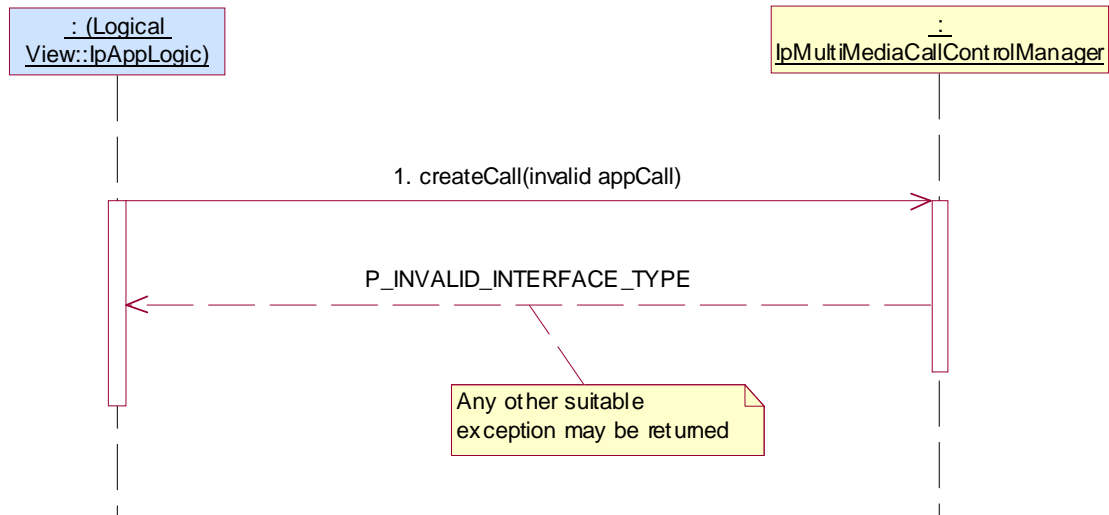 : (Logical
View::IpAppLogic)
:
IpMultiMediaCallControlManager
1. createCall(invalid appCall)
P_INVALID_INTERFACE_TYPE
Any other suitable
exception may be returned